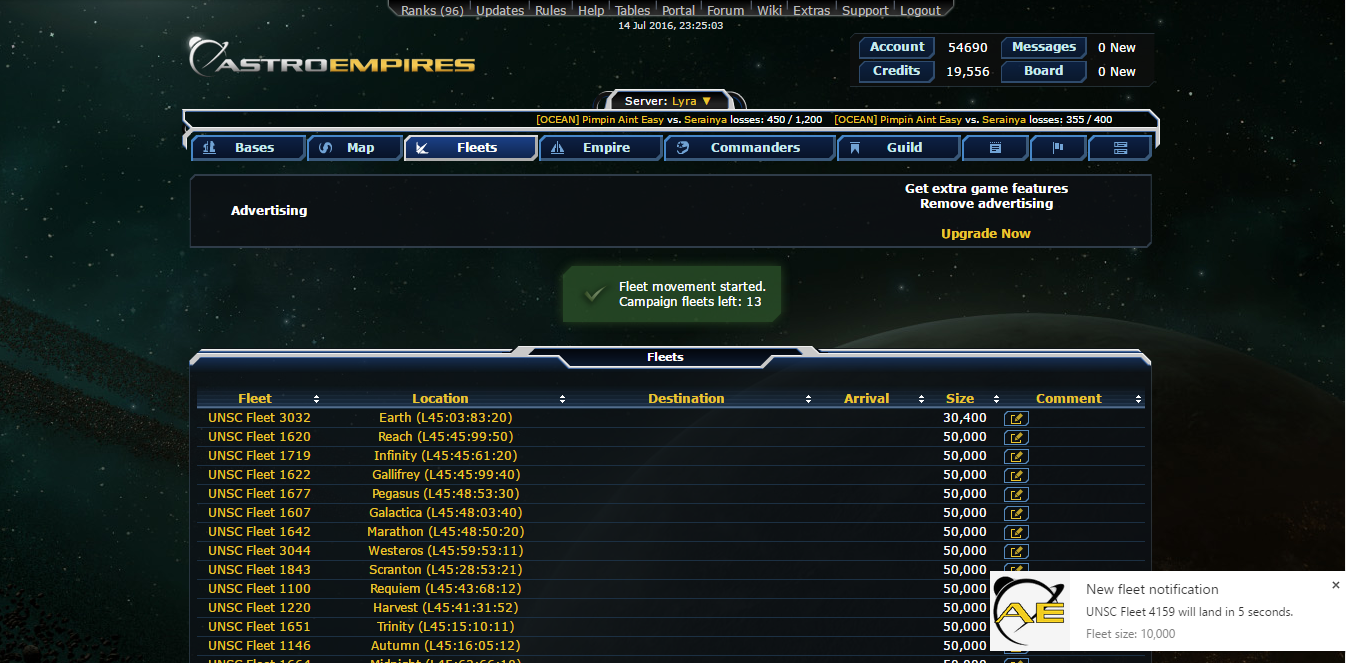 Ranks (96) Updates Rules Help Tables Portal Forum Wiki Extras Support Logout
14 Jul 2016, 23:25:03
ASTROEMPIRES
Account 54690 Messages 0 New
Credits 19,556 Board 0 New
Server: Lyra ▼
[OCEAN] Pimpin Aint Easy vs. Serainya losses: 450 / 1,200 [OCEAN] Pimpin Aint Easy vs. Serainya losses: 355 / 400
Bases Map Fleets Empire Commanders Guild
Advertising
Get extra game features
Remove advertising
Upgrade Now
Fleet movement started.
Campaign fleets left: 13
Fleets
Fleet Location Destination Arrival Size Comment
UNSC Fleet 3032 Earth (L45:03:83:20) 30,400
UNSC Fleet 1620 Reach (L45:45:99:50) 50,000
UNSC Fleet 1719 Infinity (L45:45:61:20) 50,000
UNSC Fleet 1622 Gallifrey (L45:45:99:40) 50,000
UNSC Fleet 1677 Pegasus (L45:48:53:30) 50,000
UNSC Fleet 1607 Galactica (L45:48:03:40) 50,000
UNSC Fleet 1642 Marathon (L45:48:50:20) 50,000
UNSC Fleet 3044 Westeros (L45:59:53:11) 50,000
UNSC Fleet 1843 Scranton (L45:28:53:21) 50,000
UNSC Fleet 1100 Requiem (L45:43:68:12) 50,000
UNSC Fleet 1220 Harvest (L45:41:31:52) 50,000
UNSC Fleet 1651 Trinity (L45:15:10:11) 50,000
UNSC Fleet 1146 Autumn (L45:16:05:12) 50,000
AE
New fleet notification
UNSC Fleet 4159 will land in 5 seconds.
Fleet size: 10,000